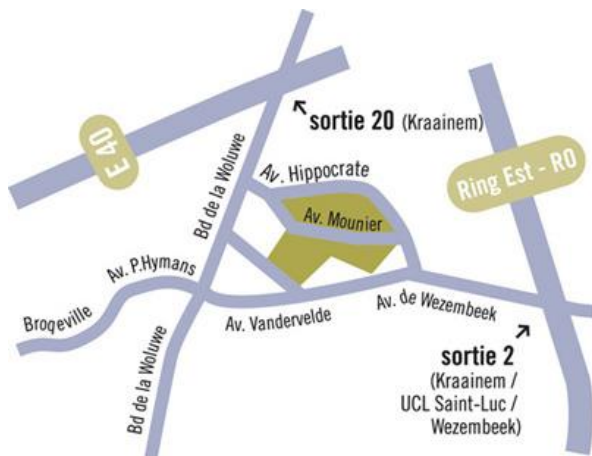 E 40
sortie 20 (Kraainem)
Av. Hippocrate
Ring Est - R0
Bd de la Woluwe
Av. Mounier
Av. P.Hymans
Broqeville
Av. Vandervelde
Av. de Wezembeek
Bd de la Woluwe
sortie 2
(Kraainem /
UCL Saint-Luc /
Wezembeek)